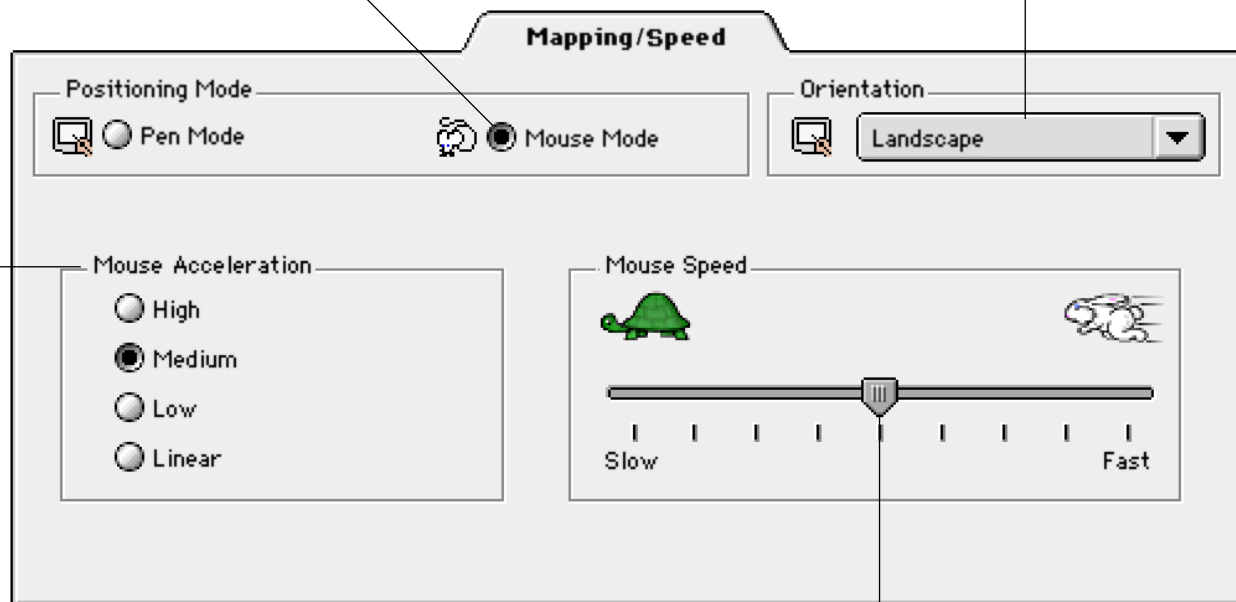 Mapping/Speed
Positioning Mode
Pen Mode
Mouse Mode
Orientation
Landscape
Mouse Acceleration
High
Medium
Low
Linear
Mouse Speed
Slow
Fast